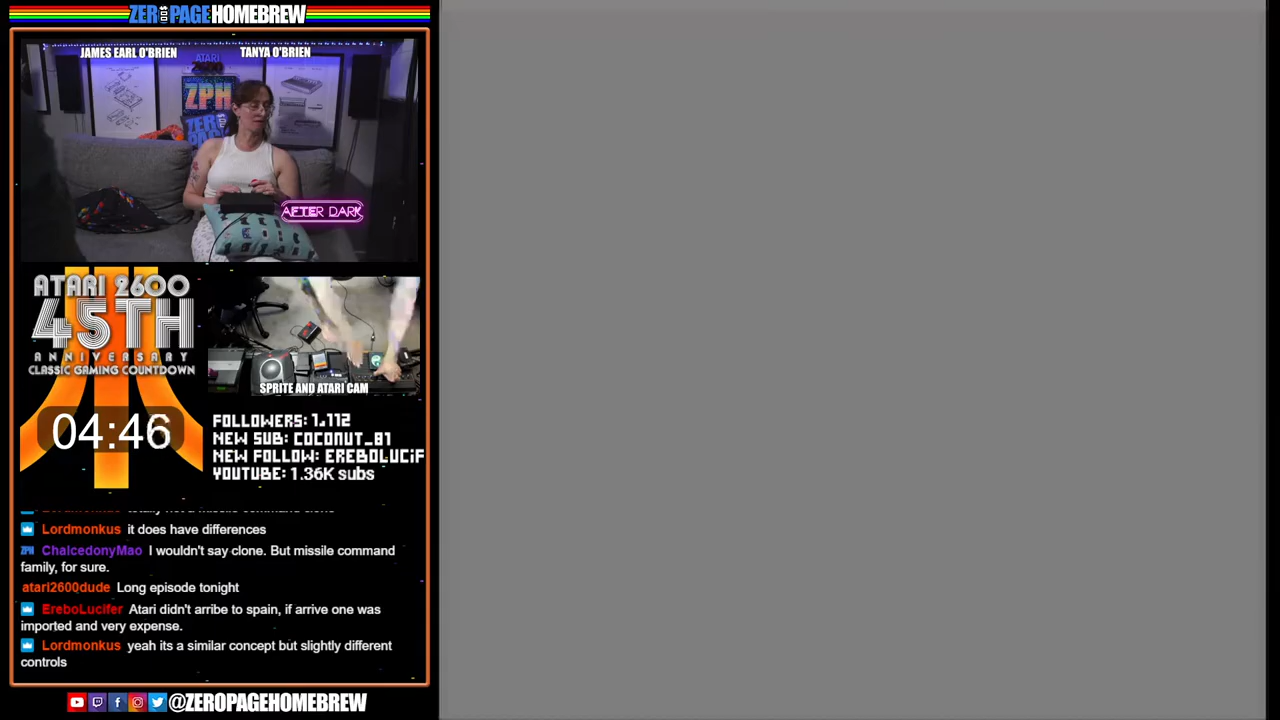 ZEROPAGE HOMEBREW
JAMES EARL O'BRIEN
TANYA O'BRIEN
ATARI
ZPH
ZERO
AFTER DARK
ATARI 2600
45TH
ANNIVERSARY
CLASSIC GAMING COUNTDOWN
04:46
SPRITE AND ATARI CAM
FOLLOWERS: 1,112
NEW SUB: COCONUT_81
NEW FOLLOW: EREBOLUCIF
YOUTUBE: 1.36K subs
Lordmonkus it does have differences
ZPH ChalcedonyMao I wouldn't say clone. But missile command
family, for sure.
atari2600dude Long episode tonight
EreboLucifer Atari didn't arribe to spain, if arrive one was
imported and very expense.
Lordmonkus yeah its a similar concept but slightly different
controls
@ZEROPAGEHOMEBREW